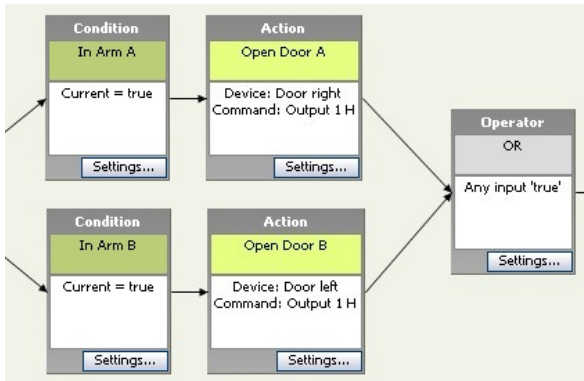 Condition
In Arm A
Current = true
Settings...
Action
Open Door A
Device: Door right
Command: Output 1 H
Settings...
Condition
In Arm B
Current = true
Settings...
Action
Open Door B
Device: Door left
Command: Output 1 H
Settings...
Operator
OR
Any input 'true'
Settings...